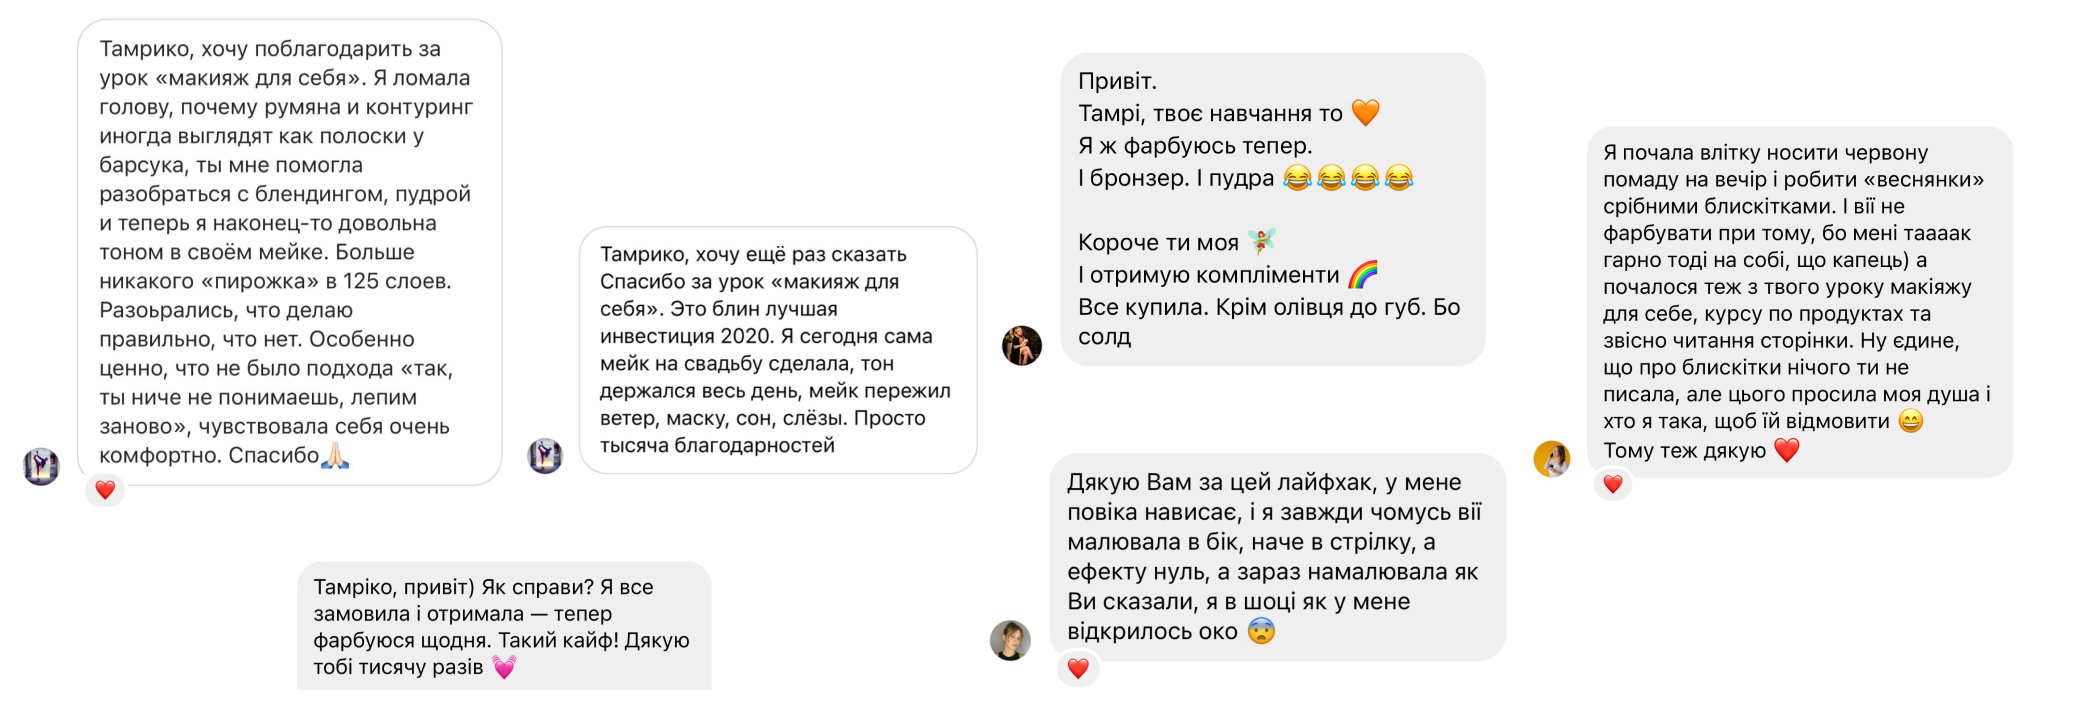 Тамрико, хочу поблагодарить за
урок «макияж для себя». Я ломала
голову, почему румяна и контуринг
иногда выглядят как полоски у
барсука, ты мне помогла
разобраться с блендингом, пудрой
и теперь я наконец-то довольна
тоном в своём мейке. Больше
никакого «пирожка» в 125 слоев.
Разоьрались, что делаю
правильно, что нет. Особенно
ценно, что не было подхода «так,
ты ниче не понимаешь, лепим
заново», чувствовала себя очень
комфортно. Спасибо🙏🏻
Тамрико, хочу ещё раз сказать
Спасибо за урок «макияж для
себя». Это блин лучшая
инвестиция 2020. Я сегодня сама
мейк на свадьбу сделала, тон
держался весь день, мейк пережил
ветер, маску, сон, слёзы. Просто
тысяча благодарностей
Тамріко, привіт) Як справи? Я все
замовила і отримала — тепер
фарбуюся щодня. Такий кайф! Дякую
тобі тисячу разів 💓
Привіт.
Тамрі, твоє навчання то 🧡
Я ж фарбуюсь тепер.
І бронзер. І пудра 😂😂😂😂
Короче ти моя 🧚
І отримую компліменти 🌈
Все купила. Крім олівця до губ. Бо
солд
Дякую Вам за цей лайфхак, у мене
повіка нависає, і я завжди чомусь вії
малювала в бік, наче в стрілку, а
ефекту нуль, а зараз намалювала як
Ви сказали, я в шоці як у мене
відкрилось око 😨
Я почала влітку носити червону
помаду на вечір і робити «веснянки»
срібними блискітками. І вії не
фарбувати при тому, бо мені таааак
гарно тоді на собі, що капець) а
почалося теж з твого уроку макіяжу
для себе, курсу по продуктах та
звісно читання сторінки. Ну єдине,
що про блискітки нічого ти не
писала, але цього просила моя душа і
хто я така, щоб їй відмовити 😄
Тому теж дякую ❤️